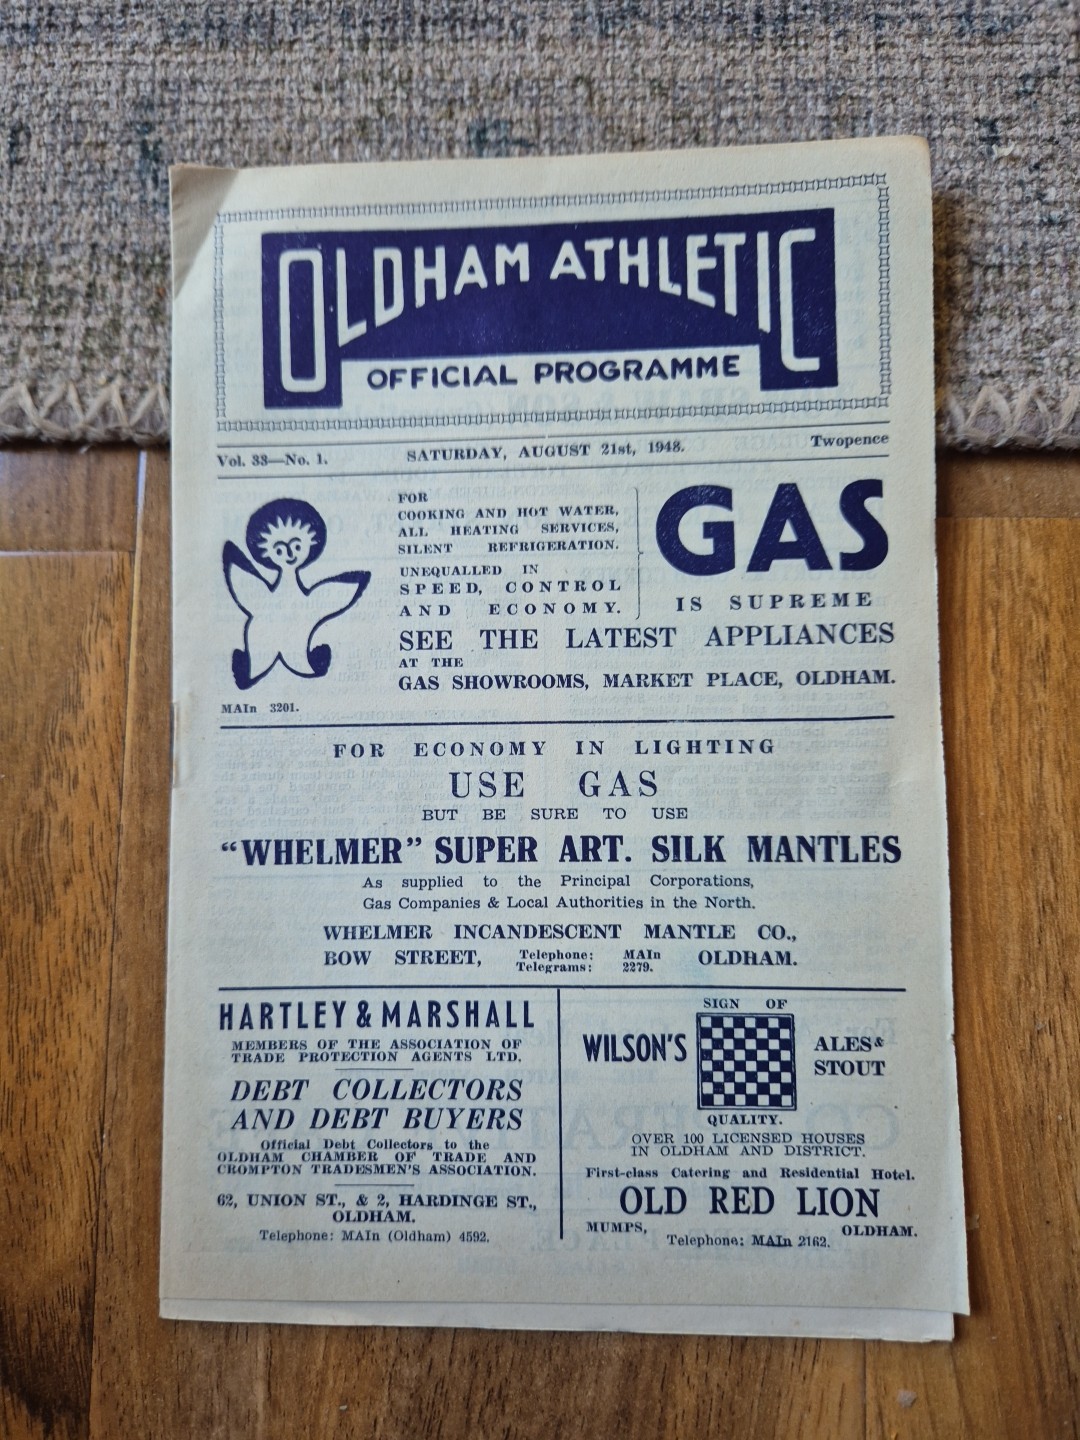 OLDHAM ATHLETIC
OFFICIAL PROGRAMME
Vol. 33—No. 1. SATURDAY, AUGUST 21st, 1948. Twopence
FOR
COOKING AND HOT WATER,
ALL HEATING SERVICES,
SILENT REFRIGERATION.
UNEQUALLED IN
SPEED, CONTROL
AND ECONOMY.
GAS
IS SUPREME
SEE THE LATEST APPLIANCES
AT THE
GAS SHOWROOMS, MARKET PLACE, OLDHAM.
MAIn 3201.
FOR ECONOMY IN LIGHTING
USE GAS
BUT BE SURE TO USE
"WHELMER" SUPER ART. SILK MANTLES
As supplied to the Principal Corporations,
Gas Companies & Local Authorities in the North.
WHELMER INCANDESCENT MANTLE CO.,
BOW STREET, Telephone: MAIn OLDHAM.
Telegrams: 2279.
HARTLEY & MARSHALL
MEMBERS OF THE ASSOCIATION OF
TRADE PROTECTION AGENTS LTD.
DEBT COLLECTORS
AND DEBT BUYERS
Official Debt Collectors to the
OLDHAM CHAMBER OF TRADE AND
CROMPTON TRADESMEN'S ASSOCIATION.
62, UNION ST., & 2, HARDINGE ST.,
OLDHAM.
Telephone: MAIn (Oldham) 4592.
SIGN OF
WILSON'S
ALES &
STOUT
QUALITY.
OVER 100 LICENSED HOUSES
IN OLDHAM AND DISTRICT.
First-class Catering and Residential Hotel.
OLD RED LION
MUMPS, OLDHAM.
Telephone: MAIn 2162.